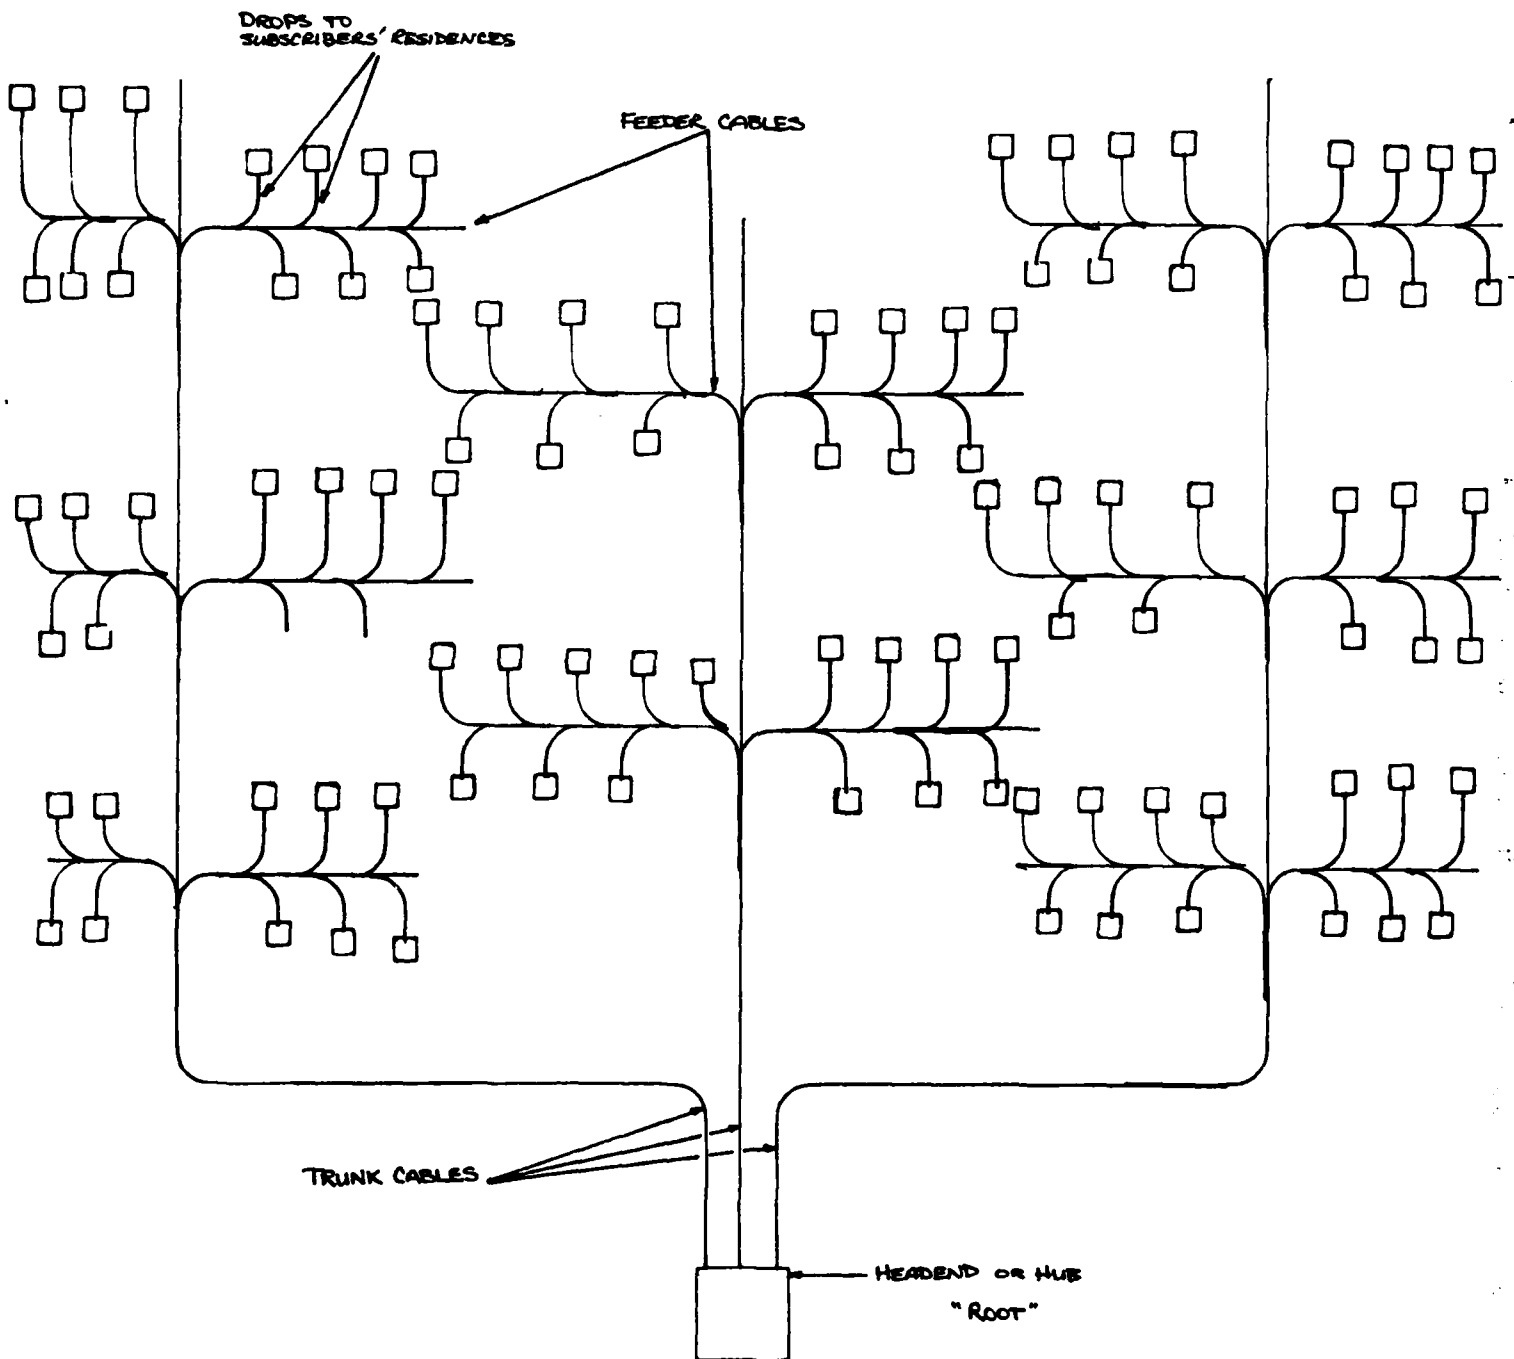 DROPS TO
SUBSCRIBERS' RESIDENCES
FEEDER CABLES
TRUNK CABLES
HEADEND OR HUB
"ROOT"